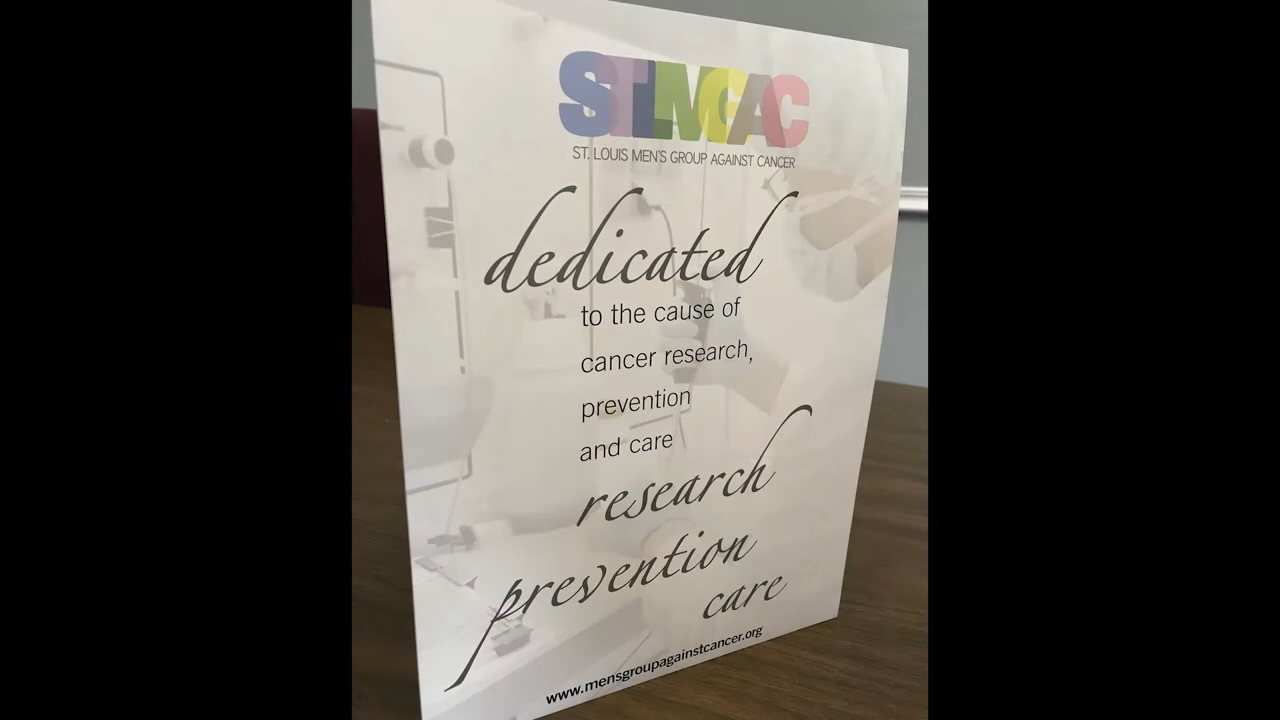 STLMGAC
ST. LOUIS MEN'S GROUP AGAINST CANCER
dedicated
to the cause of
cancer research,
prevention
and care
research
prevention
care
www.mensgroupagainstcancer.org